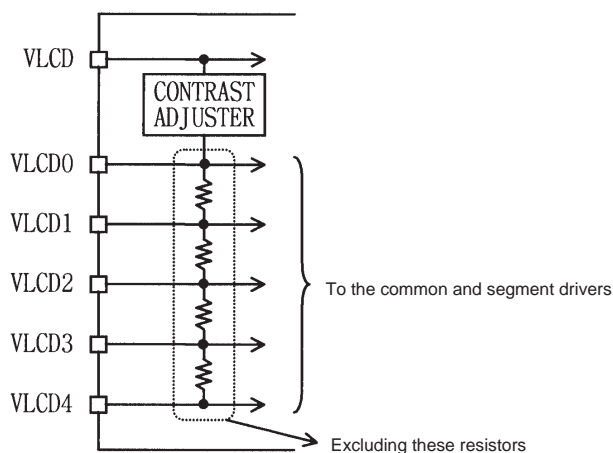 VLCD
CONTRAST
ADJUSTER
VLCD0
VLCD1
VLCD2
To the common and segment drivers
VLCD3
VLCD4
Excluding these resistors